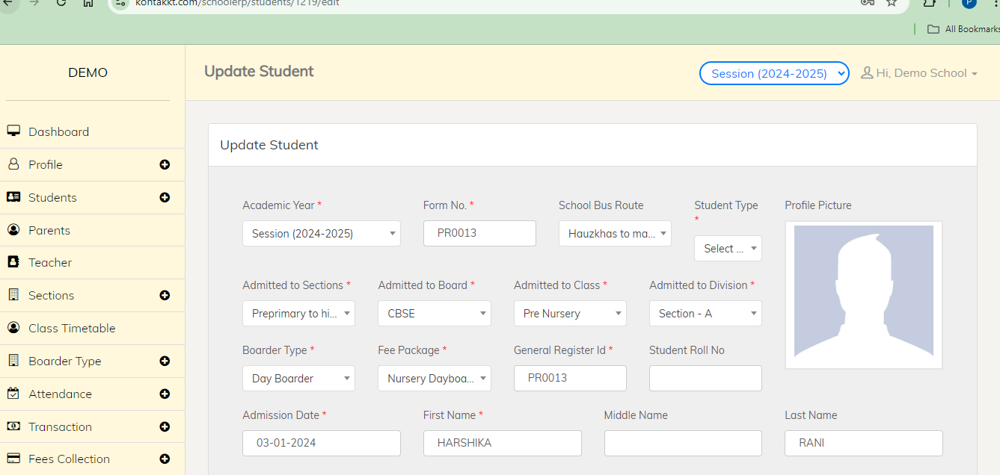 kontakkt.com/schoolerp/students/1219/edit
All Bookmarks
DEMO
Update Student
Session (2024-2025)
Hi, Demo School
Dashboard
Profile
Students
Parents
Teacher
Sections
Class Timetable
Boarder Type
Attendance
Transaction
Fees Collection
Update Student
Academic Year * Form No. * School Bus Route Student Type * Profile Picture
Session (2024-2025) PR0013 Hauzkhas to ma... Select ...
Admitted to Sections * Admitted to Board * Admitted to Class * Admitted to Division *
Preprimary to hi... CBSE Pre Nursery Section - A
Boarder Type * Fee Package * General Register Id * Student Roll No
Day Boarder Nursery Dayboa... PR0013
Admission Date * First Name * Middle Name Last Name
03-01-2024 HARSHIKA RANI